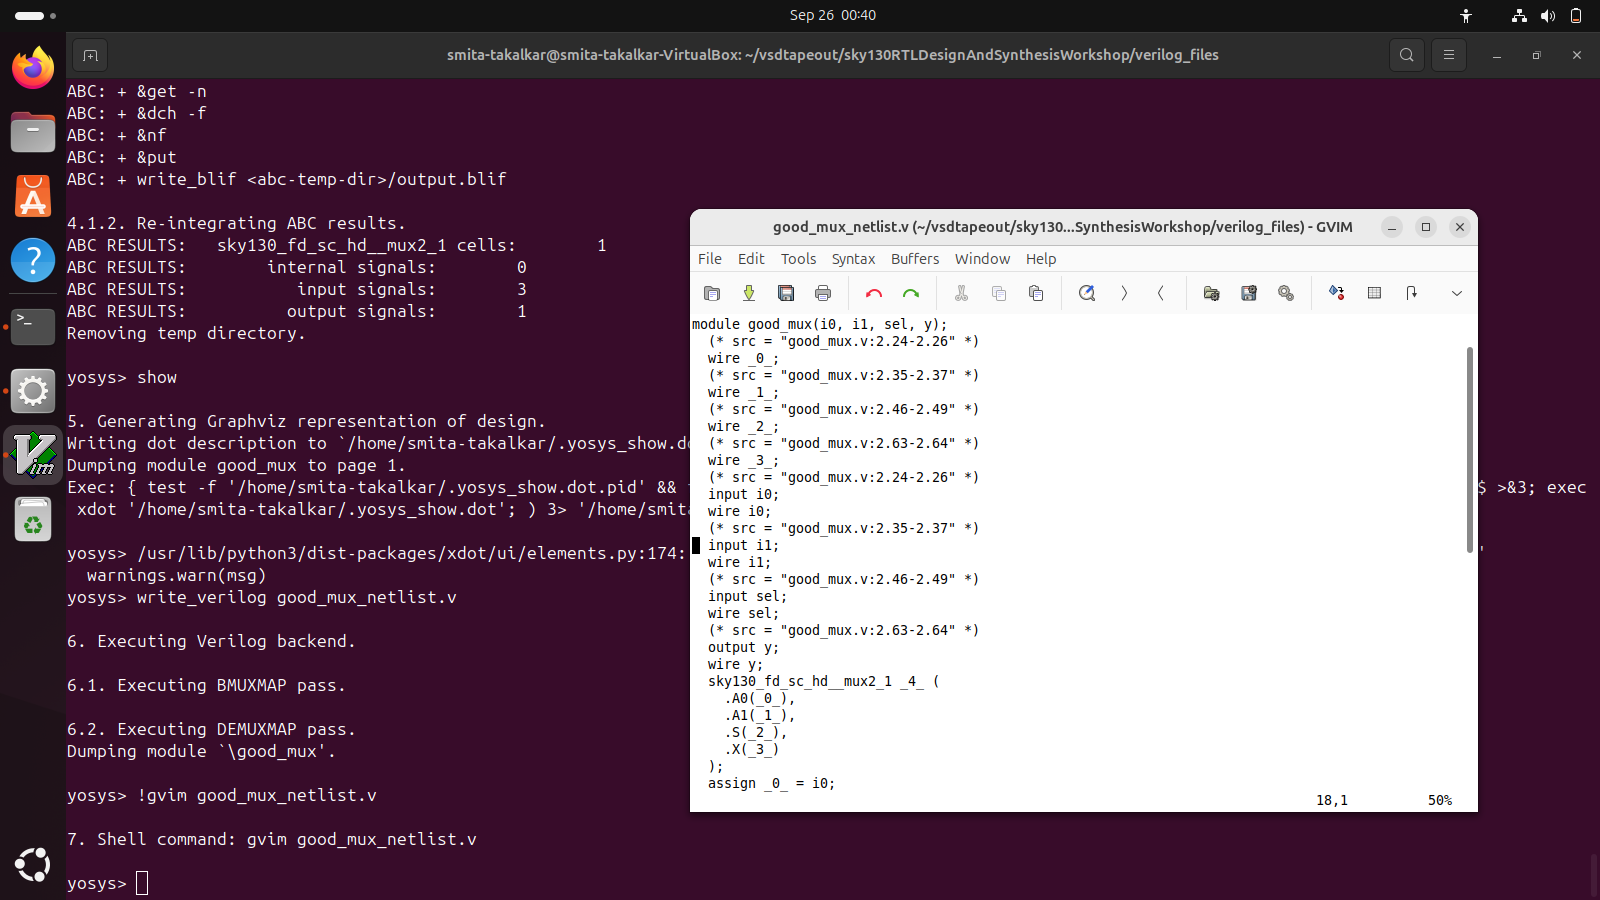 Sep 26 00:40
smita-takalkar@smita-takalkar-VirtualBox: ~/vsdtapeout/sky130RTLDesignAndSynthesisWorkshop/verilog_files
ABC: + &get -n
ABC: + &dch -f
ABC: + &nf
ABC: + &put
ABC: + write_blif <abc-temp-dir>/output.blif
4.1.2. Re-integrating ABC results.
ABC RESULTS:   sky130_fd_sc_hd__mux2_1 cells:        1
ABC RESULTS:        internal signals:        0
ABC RESULTS:           input signals:        3
ABC RESULTS:          output signals:        1
Removing temp directory.
yosys> show
5. Generating Graphviz representation of design.
Writing dot description to `/home/smita-takalkar/.yosys_show.do
Dumping module good_mux to page 1.
Exec: { test -f '/home/smita-takalkar/.yosys_show.dot.pid' && $ >&3; exec
xdot '/home/smita-takalkar/.yosys_show.dot'; ) 3> '/home/smita
yosys> /usr/lib/python3/dist-packages/xdot/ui/elements.py:174: '
  warnings.warn(msg)
yosys> write_verilog good_mux_netlist.v
6. Executing Verilog backend.
6.1. Executing BMUXMAP pass.
6.2. Executing DEMUXMAP pass.
Dumping module `\good_mux'.
yosys> !gvim good_mux_netlist.v
7. Shell command: gvim good_mux_netlist.v
yosys>
good_mux_netlist.v (~/vsdtapeout/sky130...SynthesisWorkshop/verilog_files) - GVIM
File Edit Tools Syntax Buffers Window Help
module good_mux(i0, i1, sel, y);
  (* src = "good_mux.v:2.24-2.26" *)
  wire _0_;
  (* src = "good_mux.v:2.35-2.37" *)
  wire _1_;
  (* src = "good_mux.v:2.46-2.49" *)
  wire _2_;
  (* src = "good_mux.v:2.63-2.64" *)
  wire _3_;
  (* src = "good_mux.v:2.24-2.26" *)
  input i0;
  wire i0;
  (* src = "good_mux.v:2.35-2.37" *)
  input i1;
  wire i1;
  (* src = "good_mux.v:2.46-2.49" *)
  input sel;
  wire sel;
  (* src = "good_mux.v:2.63-2.64" *)
  output y;
  wire y;
  sky130_fd_sc_hd__mux2_1 _4_ (
    .A0(_0_),
    .A1(_1_),
    .S(_2_),
    .X(_3_)
  );
  assign _0_ = i0;
18,1 50%